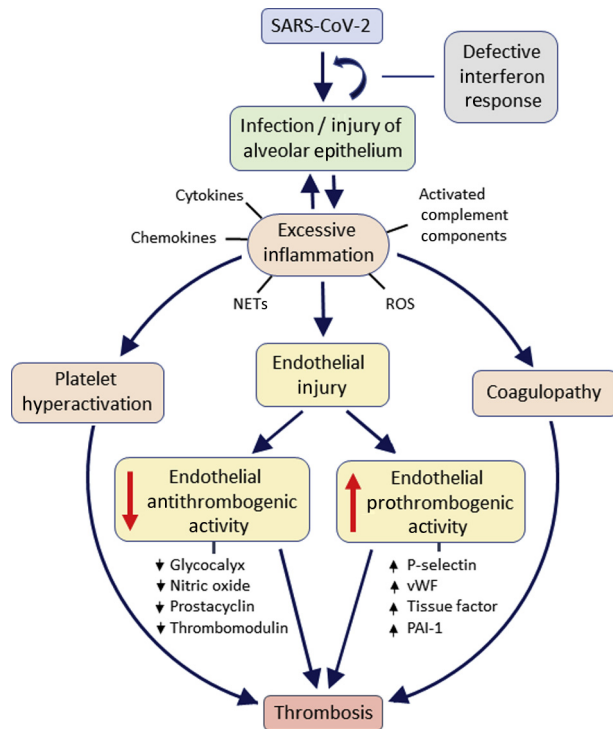 SARS-CoV-2
Defective
interferon
response
Infection / injury of
alveolar epithelium
Cytokines
Activated
complement
components
Chemokines
Excessive
inflammation
NETs
ROS
Platelet
hyperactivation
Endothelial
injury
Coagulopathy
Endothelial
antithrombogenic
activity
Endothelial
prothrombogenic
activity
Glycocalyx
Nitric oxide
Prostacyclin
Thrombomodulin
P-selectin
vWF
Tissue factor
PAI-1
Thrombosis